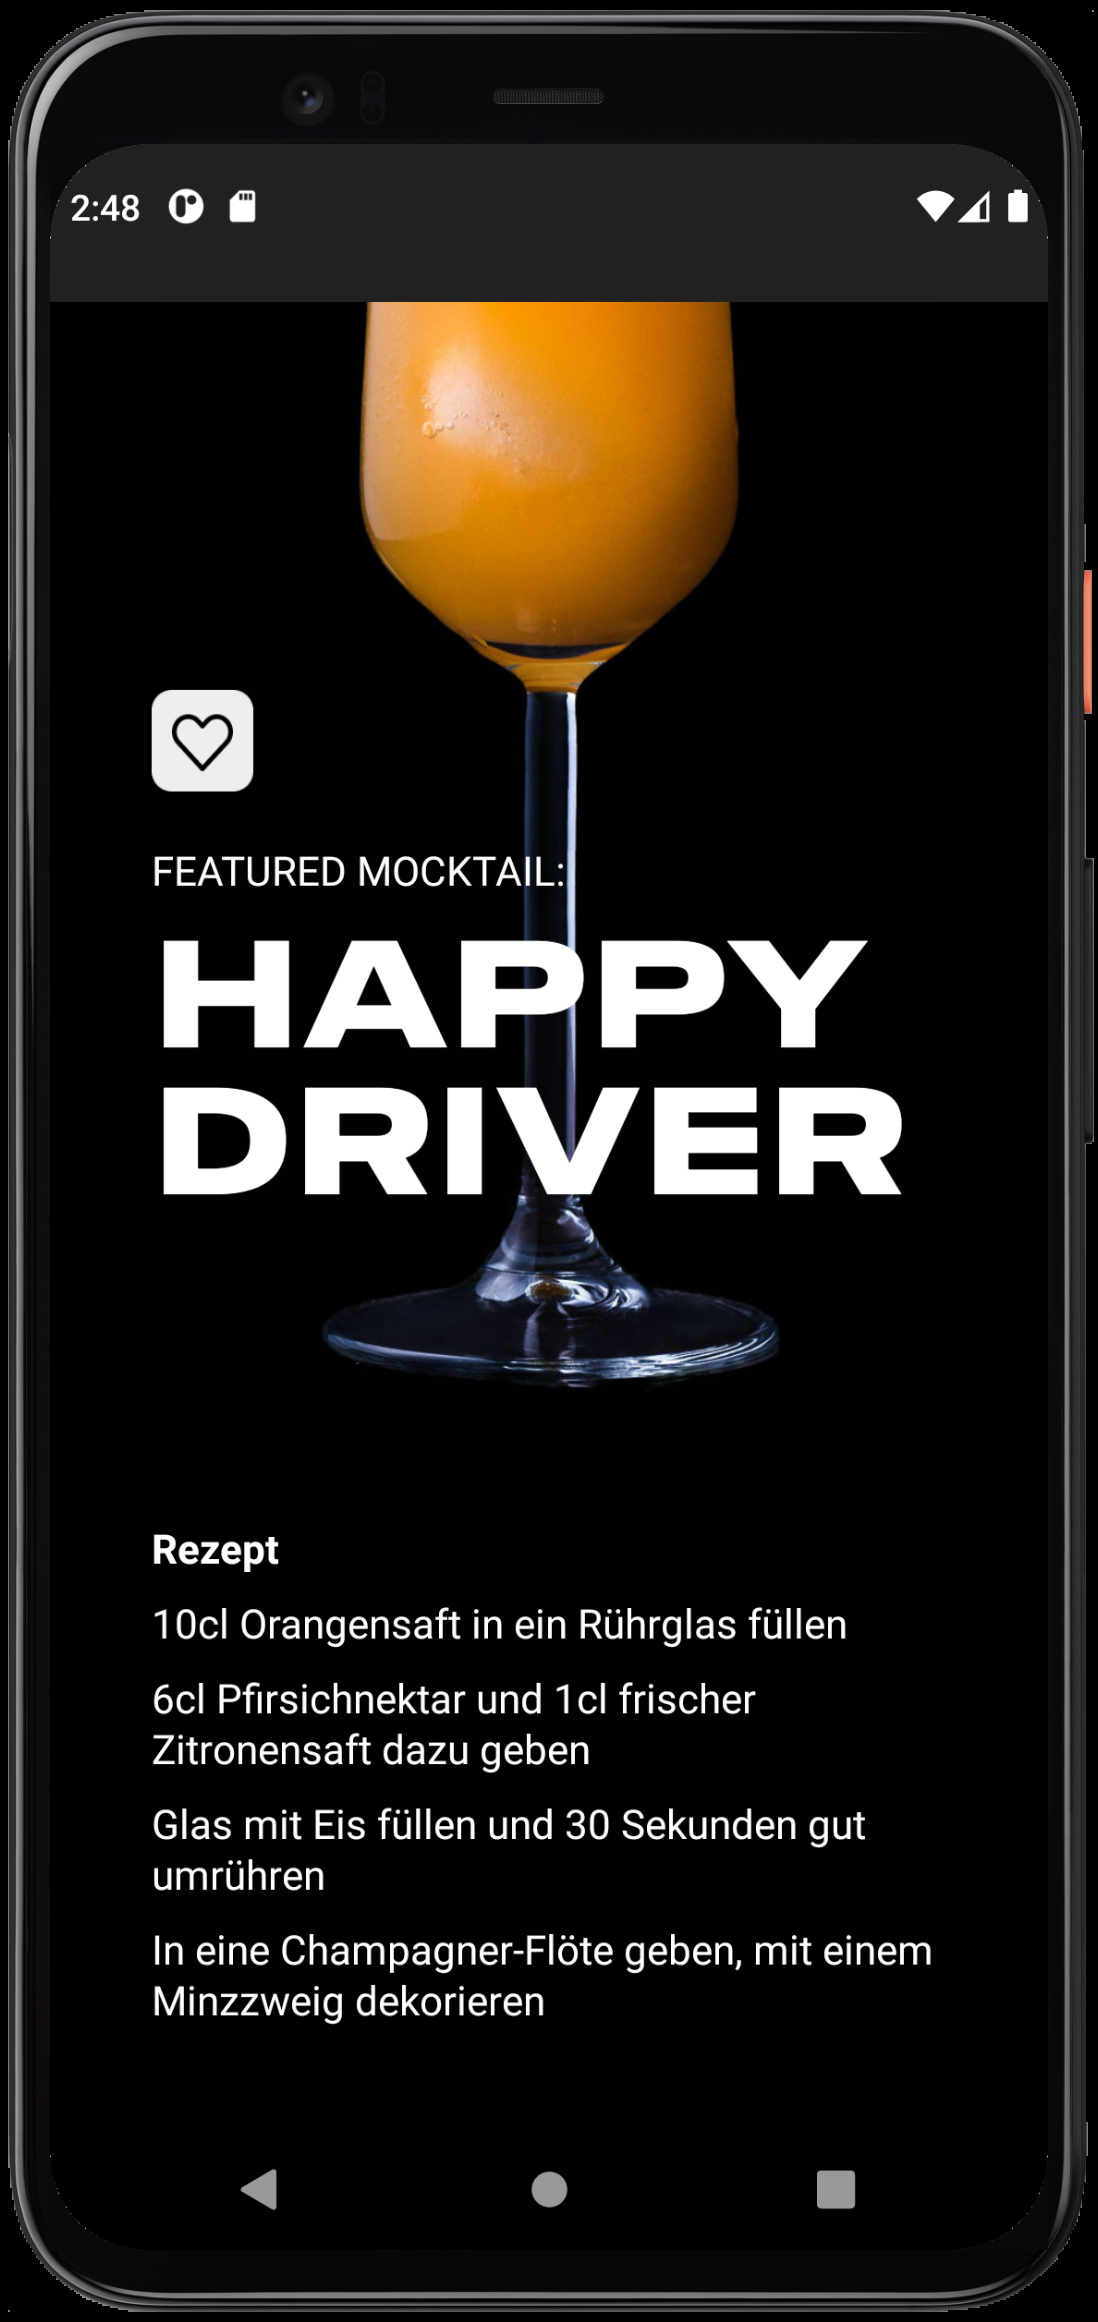 2:48
FEATURED MOCKTAIL:
HAPPY
DRIVER
Rezept
10cl Orangensaft in ein Rührglas füllen
6cl Pfirsichnektar und 1cl frischer
Zitronensaft dazu geben
Glas mit Eis füllen und 30 Sekunden gut
umrühren
In eine Champagner-Flöte geben, mit einem
Minzzweig dekorieren